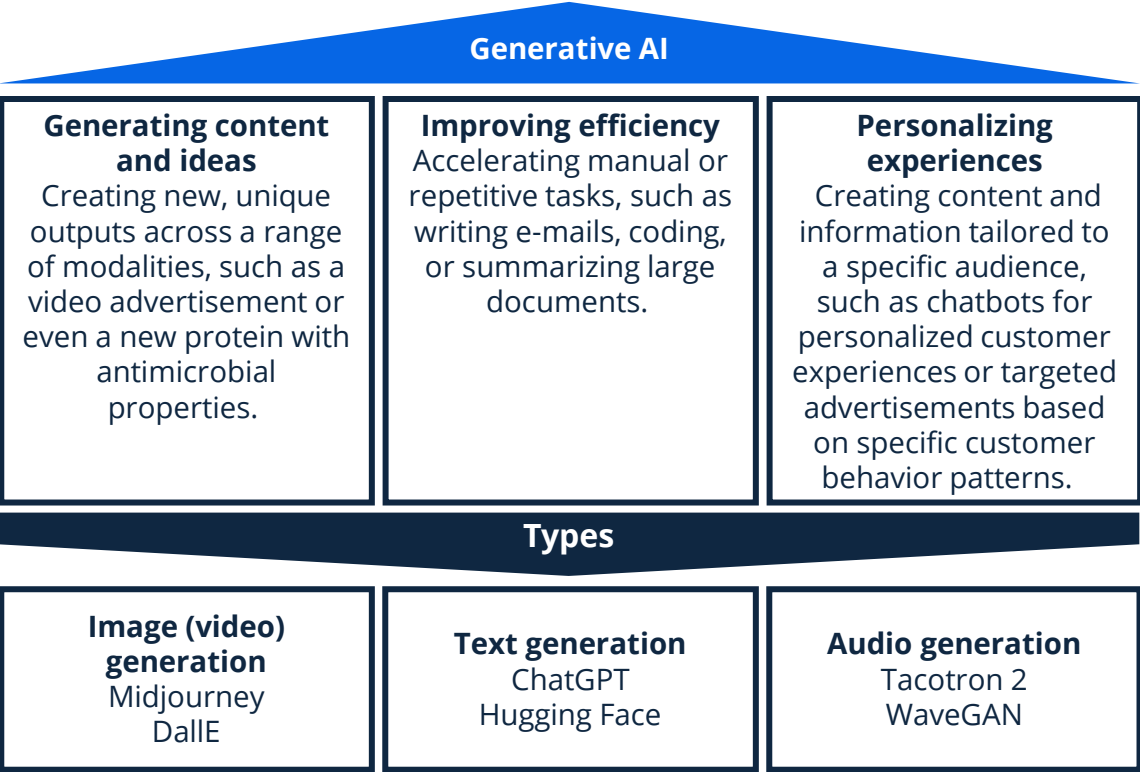 Generative AI
Generating content
and ideas
Creating new, unique
outputs across a range
of modalities, such as a
video advertisement or
even a new protein with
antimicrobial
properties.
Improving efficiency
Accelerating manual or
repetitive tasks, such as
writing e-mails, coding,
or summarizing large
documents.
Personalizing
experiences
Creating content and
information tailored to
a specific audience,
such as chatbots for
personalized customer
experiences or targeted
advertisements based
on specific customer
behavior patterns.
Types
Image (video)
generation
Midjourney
DallE
Text generation
ChatGPT
Hugging Face
Audio generation
Tacotron 2
WaveGAN